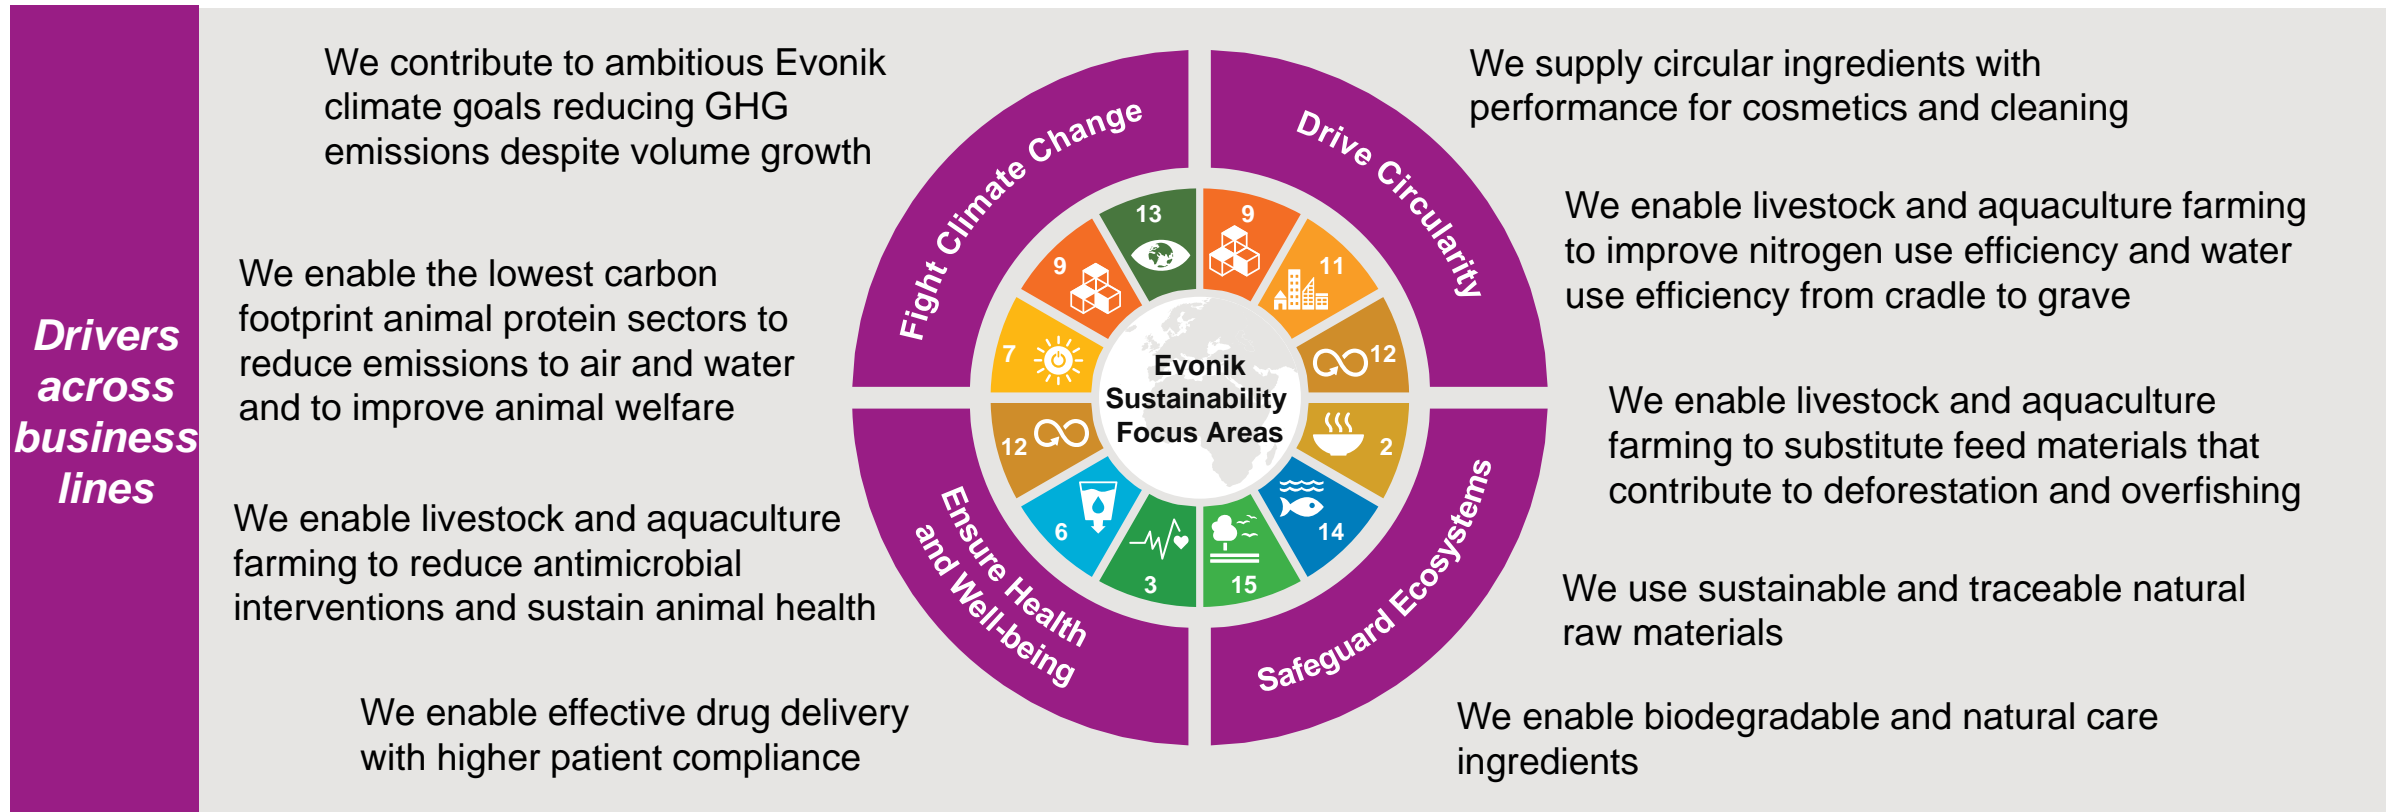 Drivers
across
business
lines
We contribute to ambitious Evonik
climate goals reducing GHG
emissions despite volume growth
We enable the lowest carbon
footprint animal protein sectors to
reduce emissions to air and water
and to improve animal welfare
We enable livestock and aquaculture
farming to reduce antimicrobial
interventions and sustain animal health
We enable effective drug delivery
with higher patient compliance
Fight Climate Change
Drive Circularity
Safeguard Ecosystems
Ensure Health
and Well-being
13
9
11
12
2
14
15
3
6
12
7
9
Evonik
Sustainability
Focus Areas
We supply circular ingredients with
performance for cosmetics and cleaning
We enable livestock and aquaculture farming
to improve nitrogen use efficiency and water
use efficiency from cradle to grave
We enable livestock and aquaculture
farming to substitute feed materials that
contribute to deforestation and overfishing
We use sustainable and traceable natural
raw materials
We enable biodegradable and natural care
ingredients